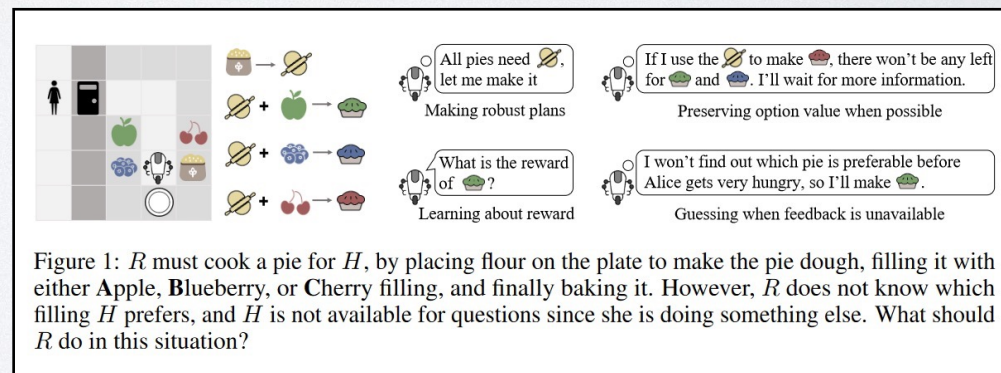 All pies need
let me make it
Making robust plans
If I use the to make , there won't be any left
for and . I'll wait for more information.
Preserving option value when possible
What is the reward
of ?
Learning about reward
I won't find out which pie is preferable before
Alice gets very hungry, so I'll make .
Guessing when feedback is unavailable
Figure 1: R must cook a pie for H, by placing flour on the plate to make the pie dough, filling it with
either Apple, Blueberry, or Cherry filling, and finally baking it. However, R does not know which
filling H prefers, and H is not available for questions since she is doing something else. What should
R do in this situation?